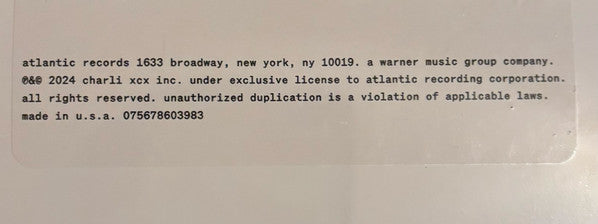 atlantic records 1633 broadway, new york, ny 10019. a warner music group company.
℗&© 2024 charli xcx inc. under exclusive license to atlantic recording corporation.
all rights reserved. unauthorized duplication is a violation of applicable laws.
made in u.s.a. 075678603983